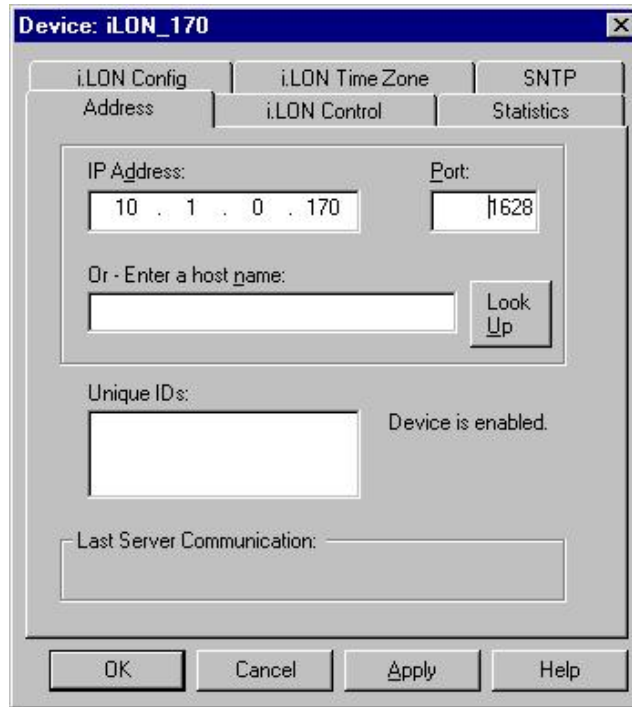 Device: iLON_170
i.LON Config i.LON Time Zone SNTP
Address i.LON Control Statistics
IP Address: Port:
10 . 1 . 0 . 170 1628
Or - Enter a host name:
Look
Up
Unique IDs:
Device is enabled.
Last Server Communication:
OK Cancel Apply Help